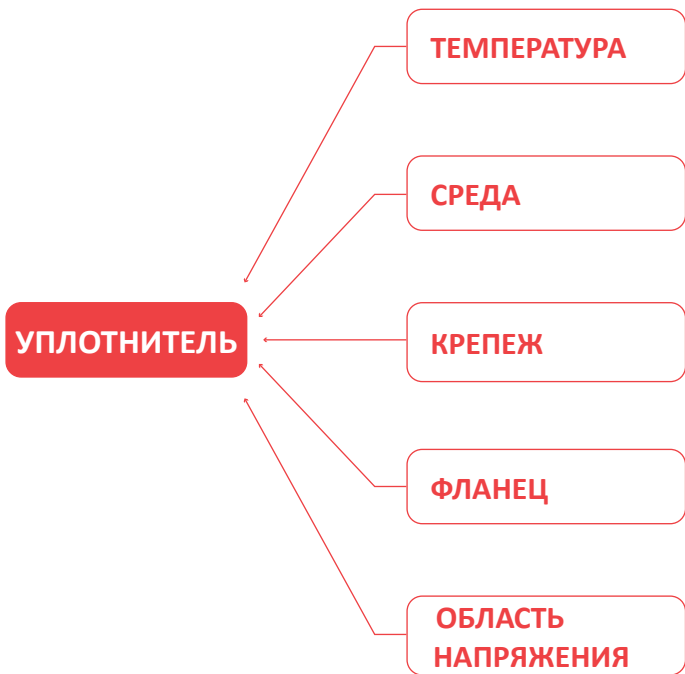 ТЕМПЕРАТУРА
СРЕДА
УПЛОТНИТЕЛЬ
КРЕПЕЖ
ФЛАНЕЦ
ОБЛАСТЬ
НАПРЯЖЕНИЯ